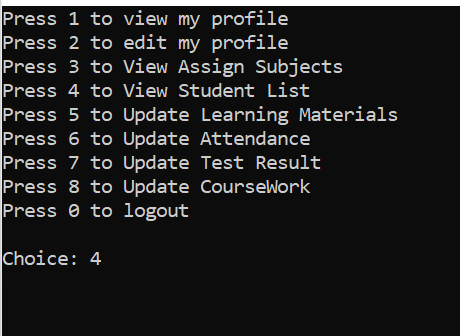 Press 1 to view my profile
Press 2 to edit my profile
Press 3 to View Assign Subjects
Press 4 to View Student List
Press 5 to Update Learning Materials
Press 6 to Update Attendance
Press 7 to Update Test Result
Press 8 to Update CourseWork
Press 0 to logout
Choice: 4